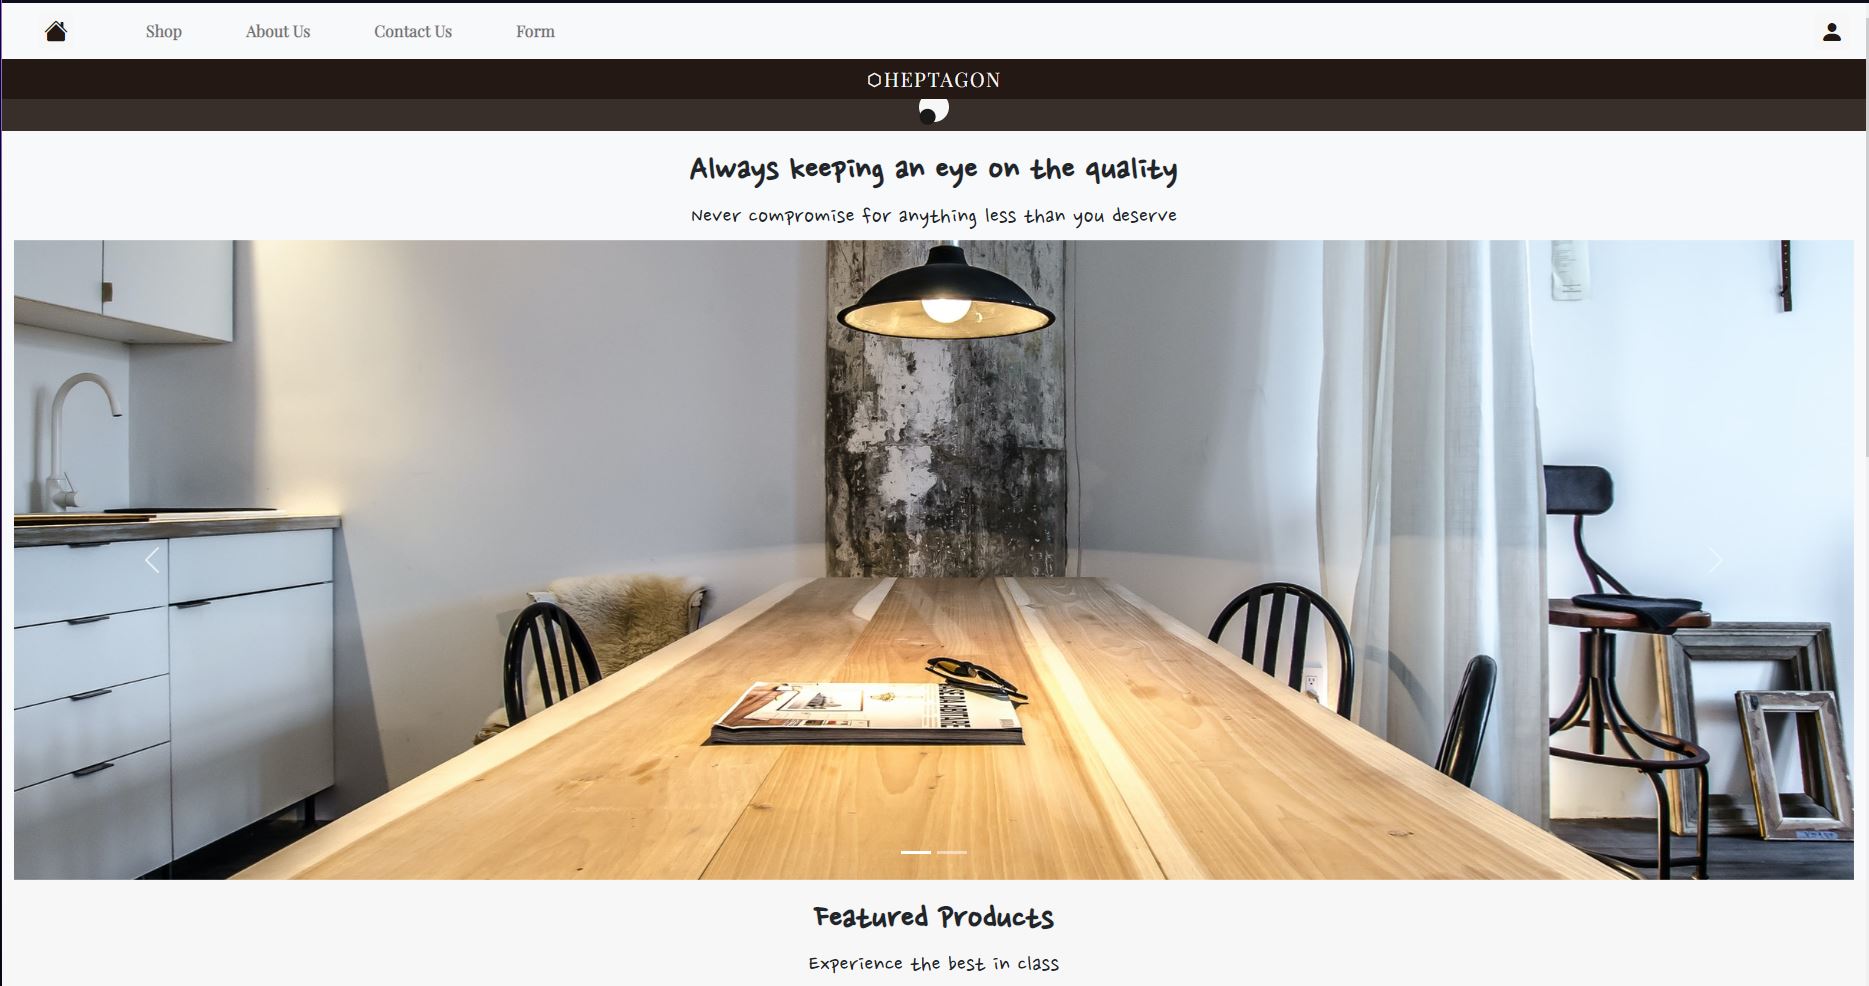 Shop About Us Contact Us Form
HEPTAGON
Always keeping an eye on the quality
Never compromise for anything less than you deserve
Featured Products
Experience the best in class